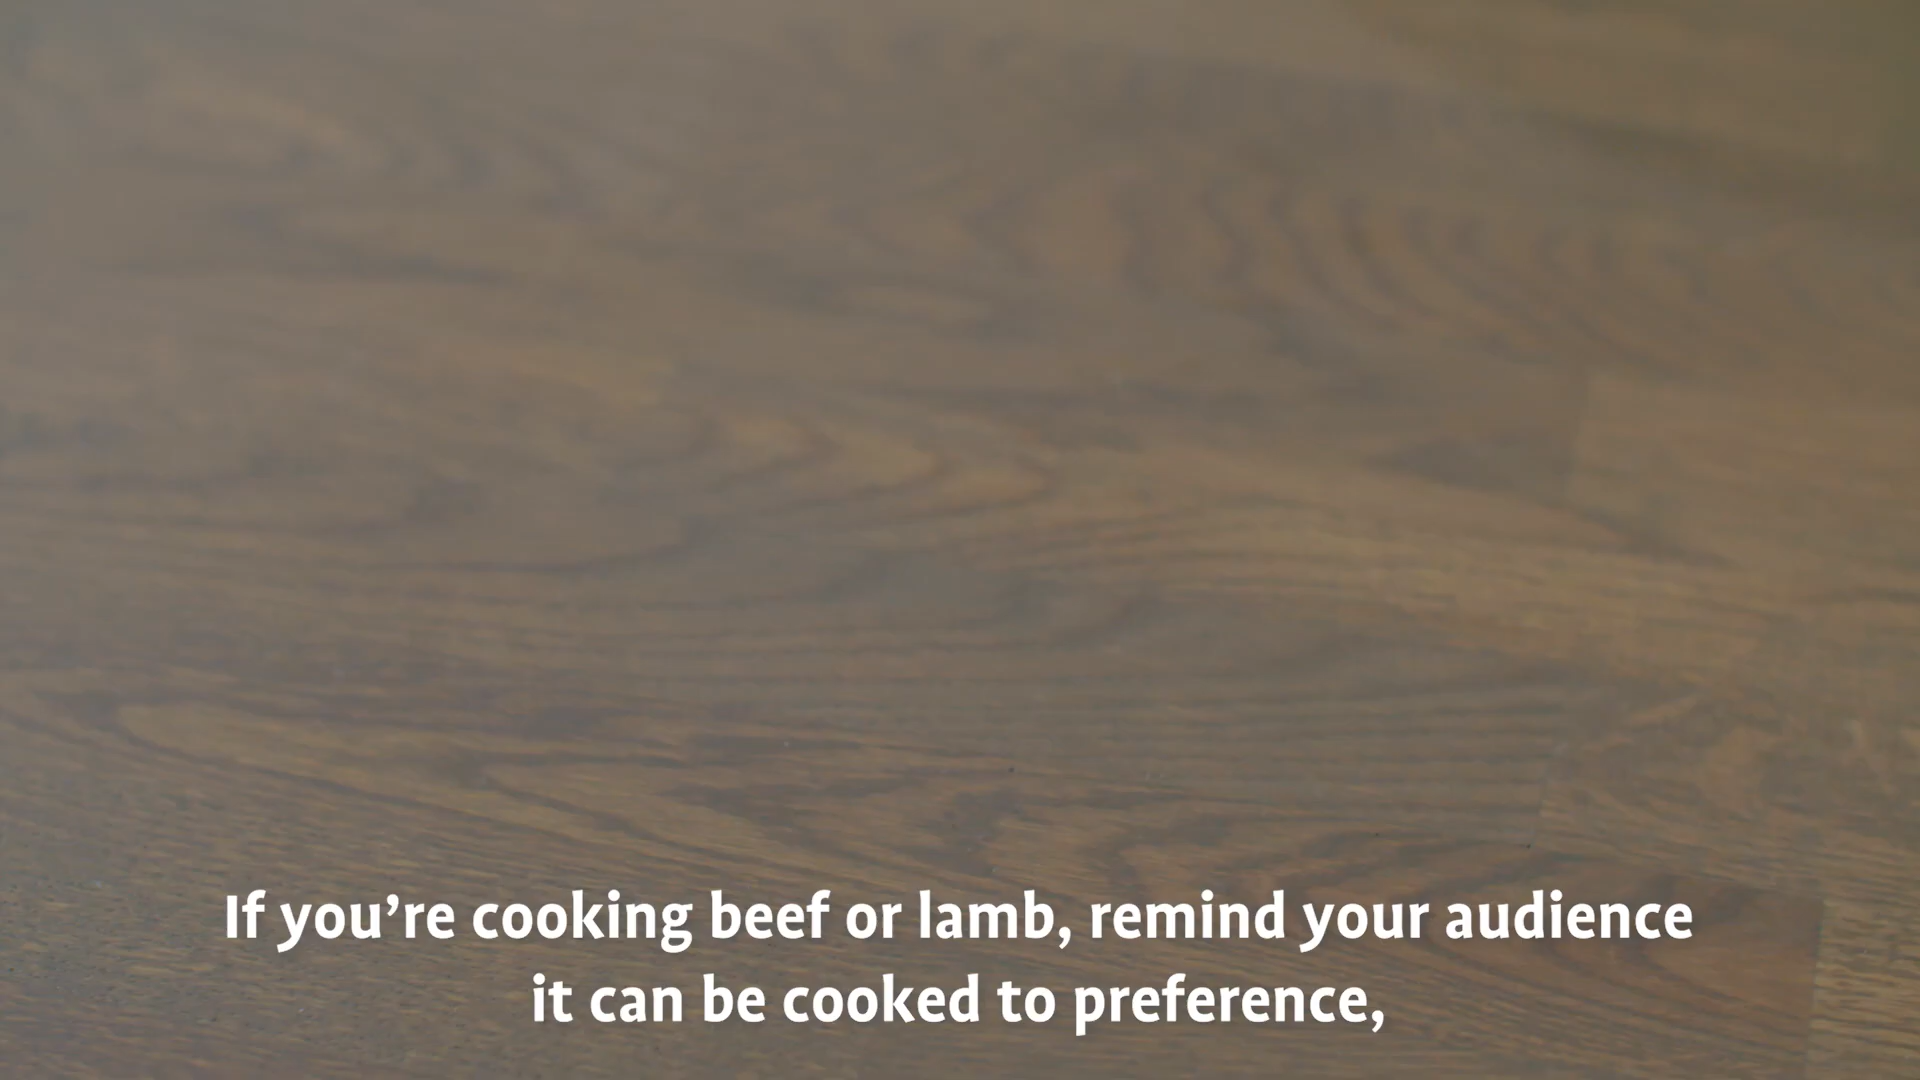 If you’re cooking beef or lamb, remind your audience
it can be cooked to preference,